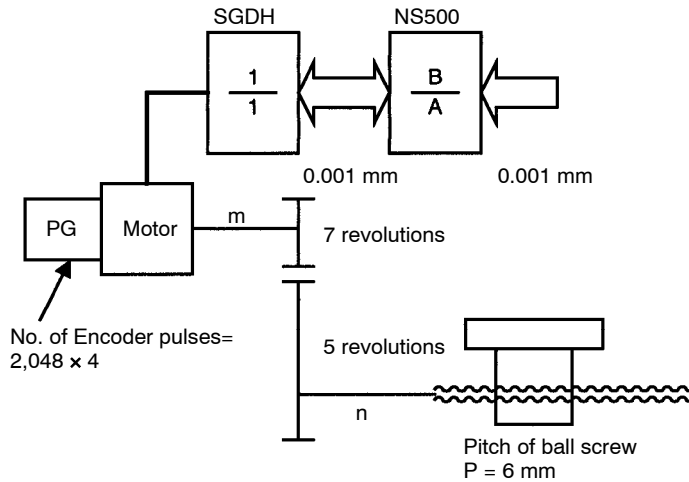 SGDH
NS500
1
1
B
A
0.001 mm
0.001 mm
PG
Motor
m
7 revolutions
No. of Encoder pulses=
2,048 × 4
5 revolutions
n
Pitch of ball screw
P = 6 mm